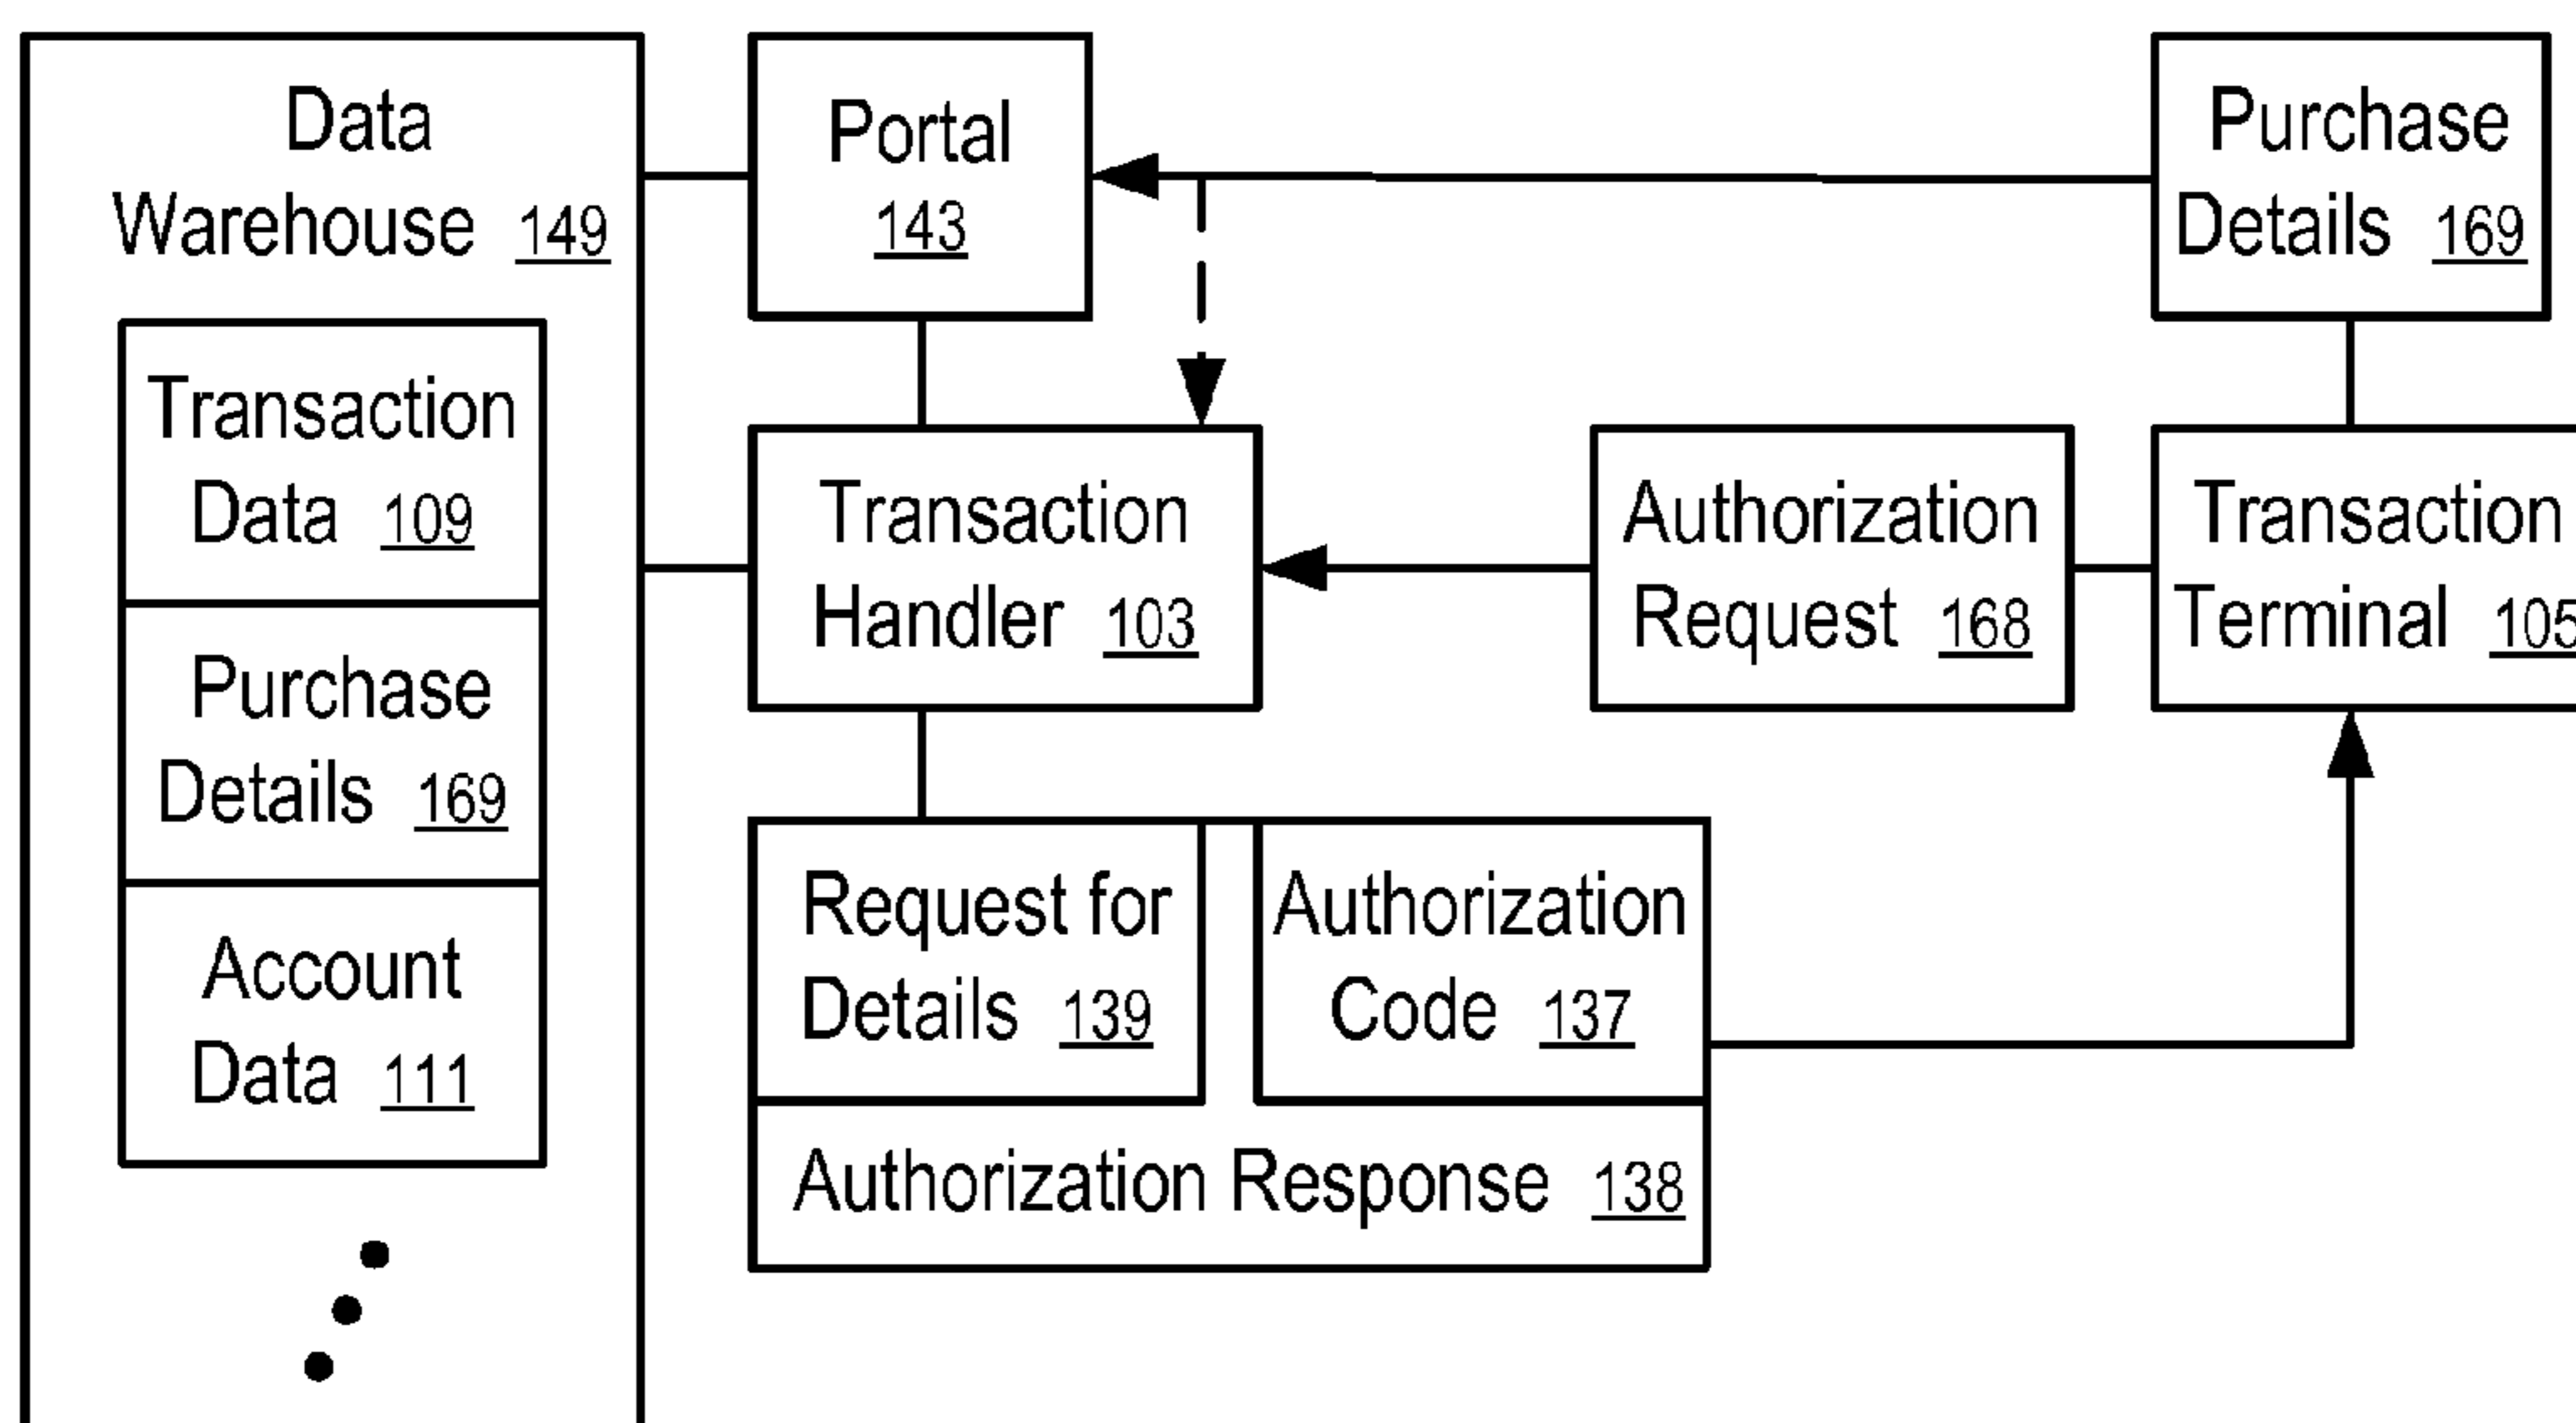 Data
Warehouse 149
Transaction
Data 109
Purchase
Details 169
Account
Data 111
Portal
143
Purchase
Details 169
Transaction
Handler 103
Authorization
Request 168
Transaction
Terminal 105
Request for
Details 139
Authorization
Code 137
Authorization Response 138